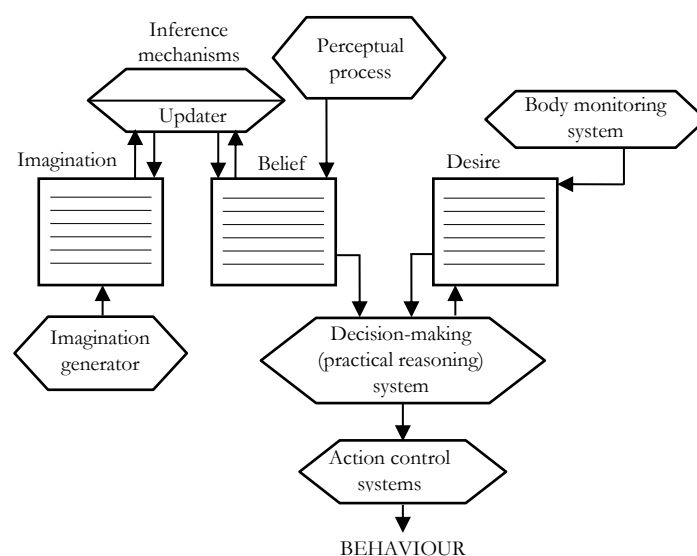 Inference
mechanisms
Perceptual
process
Updater
Body monitoring
system
Imagination
Belief
Desire
Imagination
generator
Decision-making
(practical reasoning)
system
Action control
systems
BEHAVIOUR